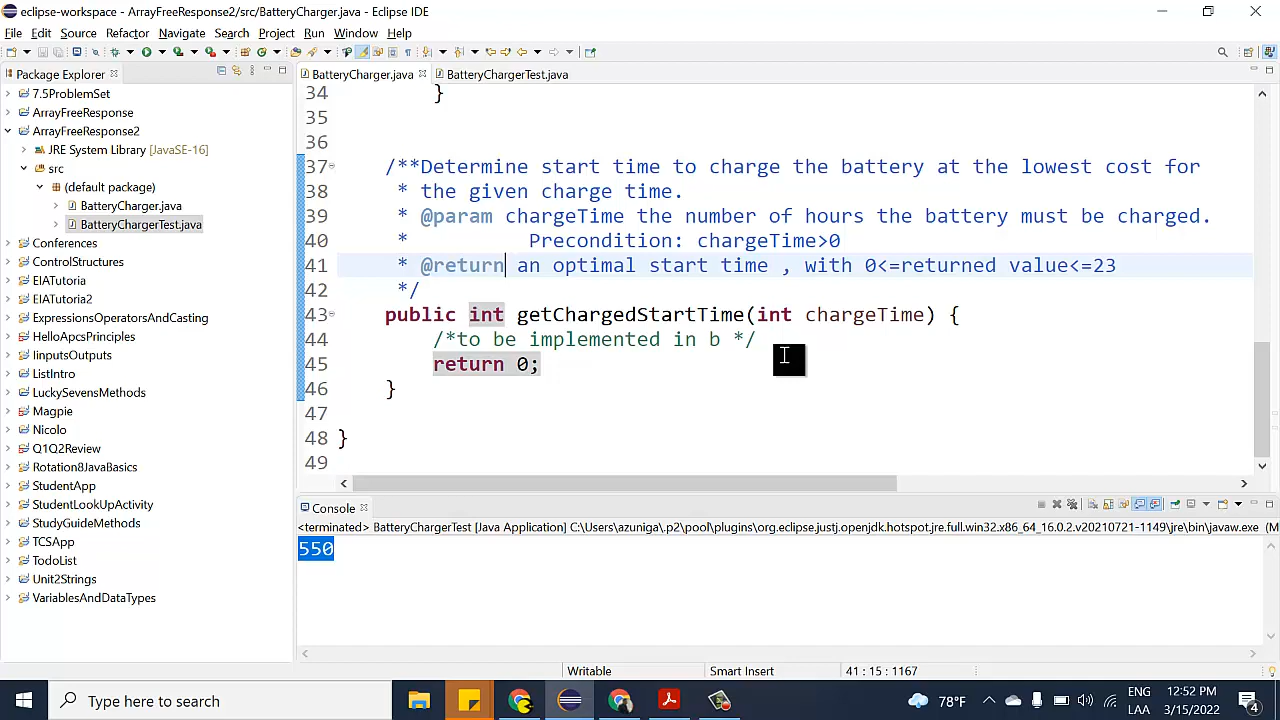 eclipse-workspace - ArrayFreeResponse2/src/BatteryCharger.java - Eclipse IDE
File Edit Source Refactor Navigate Search Project Run Window Help
Package Explorer
7.5ProblemSet
ArrayFreeResponse
ArrayFreeResponse2
JRE System Library [JavaSE-16]
src
(default package)
BatteryCharger.java
BatteryChargerTest.java
Conferences
ControlStructures
EIATutoria
EIATutoria2
ExpressionsOperatorsAndCasting
HelloApcsPrinciples
IinputsOutputs
ListIntro
LuckySevensMethods
Magpie
Nicolo
Q1Q2Review
Rotation8JavaBasics
StudentApp
StudentLookUpActivity
StudyGuideMethods
TCSApp
TodoList
Unit2Strings
VariablesAndDataTypes
BatteryCharger.java BatteryChargerTest.java
34 }
35
36
37 /**Determine start time to charge the battery at the lowest cost for
38 * the given charge time.
39 * @param chargeTime the number of hours the battery must be charged.
40 * Precondition: chargeTime>0
41 * @return an optimal start time , with 0<=returned value<=23
42 */
43 public int getChargedStartTime(int chargeTime) {
44 /*to be implemented in b */
45 return 0;
46 }
47
48 }
49
Console
<terminated> BatteryChargerTest [Java Application] C:\Users\azuniga\.p2\pool\plugins\org.eclipse.justj.openjdk.hotspot.jre.full.win32.x86_64_16.0.2.v20210721-1149\jre\bin\javaw.exe (M
550
Writable Smart Insert 41 : 15 : 1167
Type here to search
78°F
ENG
LAA
12:52 PM
3/15/2022
4